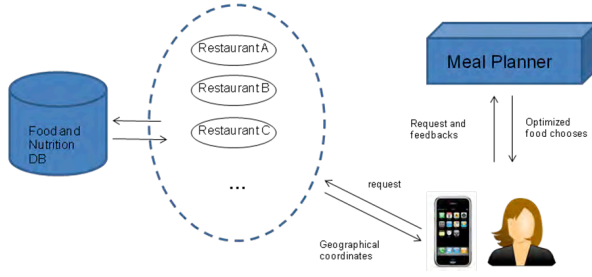 Restaurant A
Restaurant B
Restaurant C
...
Food and
Nutrition
DB
Meal Planner
Request and
feedbacks
Optimized
food chooses
request
Geographical
coordinates